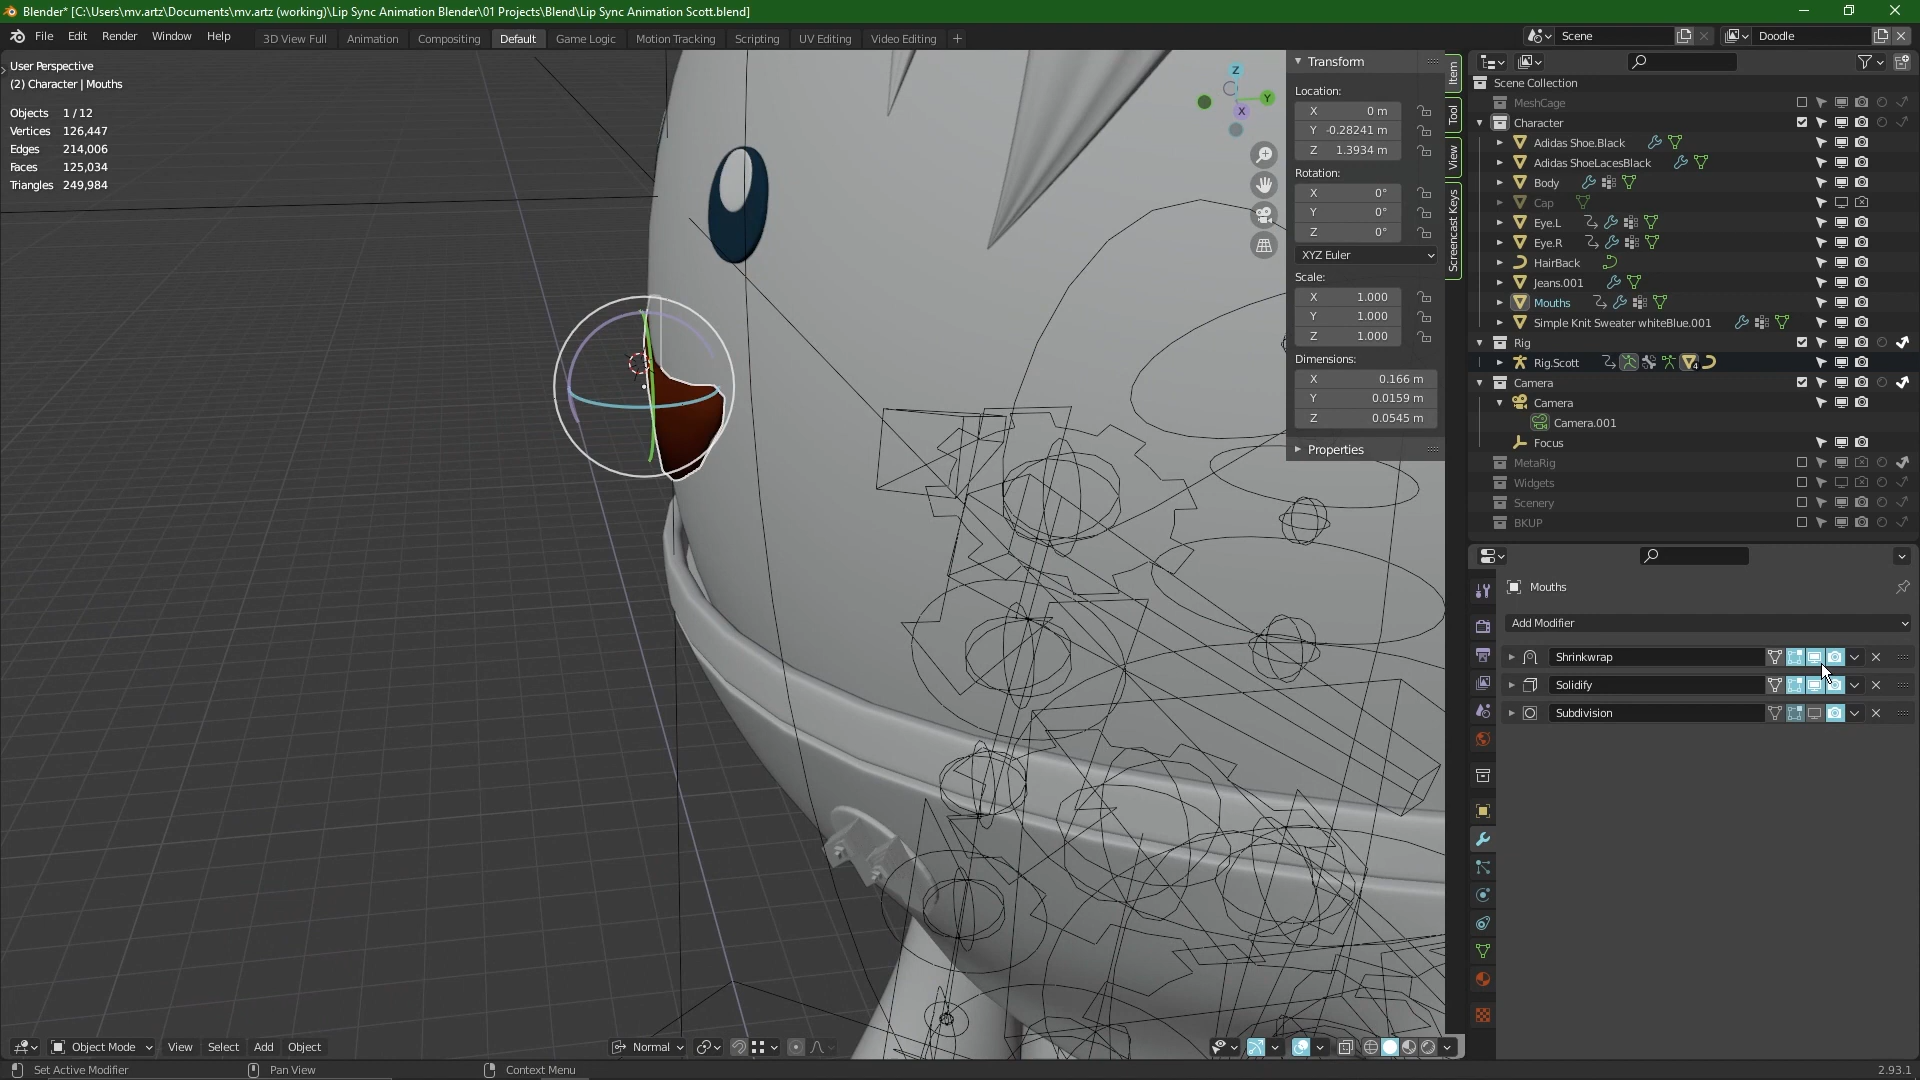 Blender* [C:\Users\mv.artz\Documents\mv.artz (working)\Lip Sync Animation Blender\01 Projects\Blend\Lip Sync Animation Scott.blend]
File Edit Render Window Help 3D View Full Animation Compositing Default Game Logic Motion Tracking Scripting UV Editing Video Editing + Scene Doodle
User Perspective
(2) Character | Mouths
Objects 1 / 12
Vertices 126,447
Edges 214,006
Faces 125,034
Triangles 249,984
Z
Y
X
Transform
Location:
X 0 m
Y -0.28241 m
Z 1.3934 m
Rotation:
X 0°
Y 0°
Z 0°
XYZ Euler
Scale:
X 1.000
Y 1.000
Z 1.000
Dimensions:
X 0.166 m
Y 0.0159 m
Z 0.0545 m
Properties
Item
Tool
View
Screencast Keys
Scene Collection
MeshCage
Character
Adidas Shoe.Black
Adidas ShoeLacesBlack
Body
Cap
Eye.L
Eye.R
HairBack
Jeans.001
Mouths
Simple Knit Sweater whiteBlue.001
Rig
Rig.Scott 4
Camera
Camera
Camera.001
Focus
MetaRig
Widgets
Scenery
BKUP
Mouths
Add Modifier
Shrinkwrap
Solidify
Subdivision
Object Mode View Select Add Object Normal
Set Active Modifier Pan View Context Menu 2.93.1